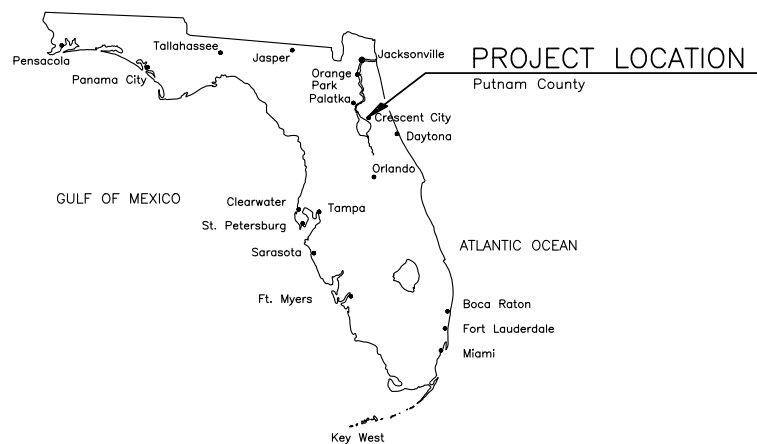 Tallahassee
Jasper
Jacksonville
Pensacola
Panama City
Orange
Park
Palatka
PROJECT LOCATION
Putnam County
Crescent City
Daytona
Orlando
GULF OF MEXICO
Clearwater
Tampa
St. Petersburg
Sarasota
ATLANTIC OCEAN
Ft. Myers
Boca Raton
Fort Lauderdale
Miami
Key West